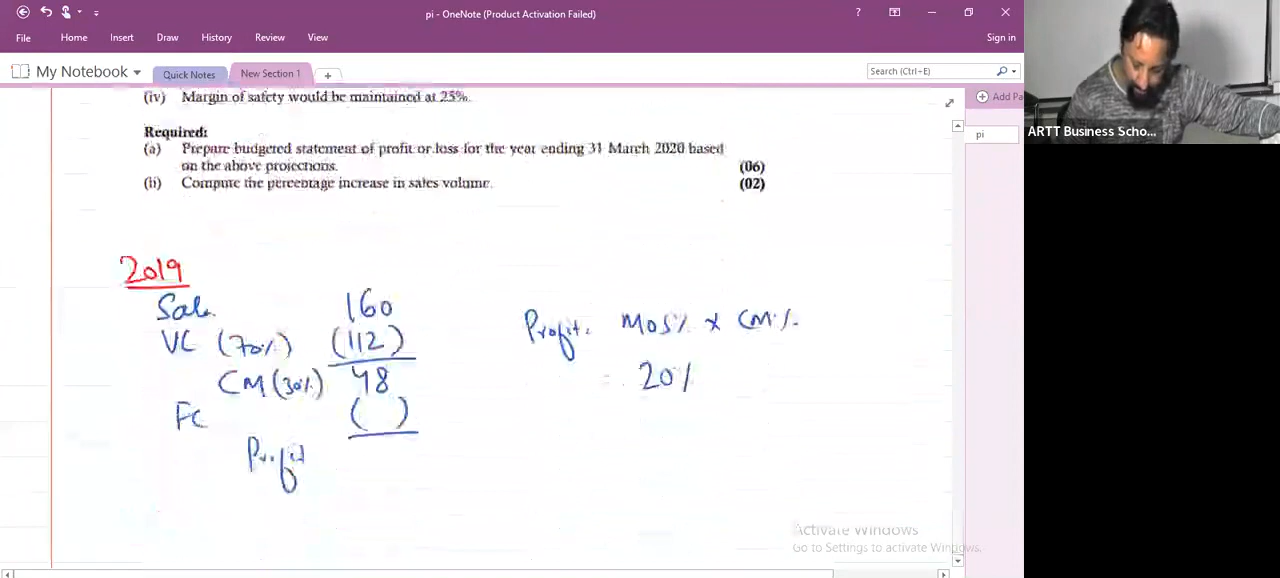 pi - OneNote (Product Activation Failed)
File Home Insert Draw History Review View
Sign in
My Notebook Quick Notes New Section 1 +
Search (Ctrl+E)
Add Pa
pi
ARTT Business Scho...
(iv) Margin of safety would be maintained at 25%.
Required:
(a) Prepare budgeted statement of profit or loss for the year ending 31 March 2020 based
on the above projections. (06)
(b) Compute the percentage increase in sales volume. (02)
2019
Sale 160
VC (70%) (112)
CM (30%) 48
FC ( )
Profit
Profit = MOS% x CM%
= 20%
Activate Windows
Go to Settings to activate Windows.